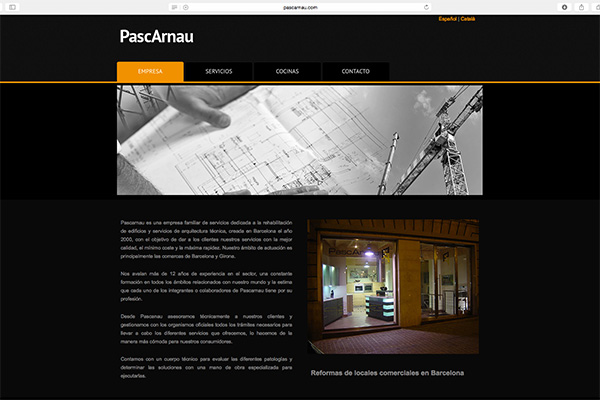 pascarnau.com
Español | Català
PascArnau
EMPRESA
SERVICIOS
COCINAS
CONTACTO
Pascarnau es una empresa familiar de servicios dedicada a la rehabilitación
de edificios y servicios de arquitectura técnica, creada en Barcelona el año
2000, con el objetivo de dar a los clientes nuestros servicios con la mejor
calidad, el mínimo coste y la máxima rapidez. Nuestro ámbito de actuación es
principalmente las comarcas de Barcelona y Girona.
Nos avalan más de 12 años de experiencia en el sector, una constante
formación en todos los ámbitos relacionados con nuestro mundo y la estima
que cada uno de los integrantes o colaboradores de Pascarnau tiene por su
profesión.
Desde Pascarnau asesoramos técnicamente a nuestros clientes y
gestionamos con los organismos oficiales todos los trámites necesarios para
llevar a cabo los diferentes servicios que ofrecemos, lo hacemos de la
manera más cómoda para nuestros consumidores.
Contamos con un cuerpo técnico para evaluar las diferentes patologías y
determinar las soluciones con una mano de obra especializada para
ejecutarlas.
PascArnau
Reformas de locales comerciales en Barcelona